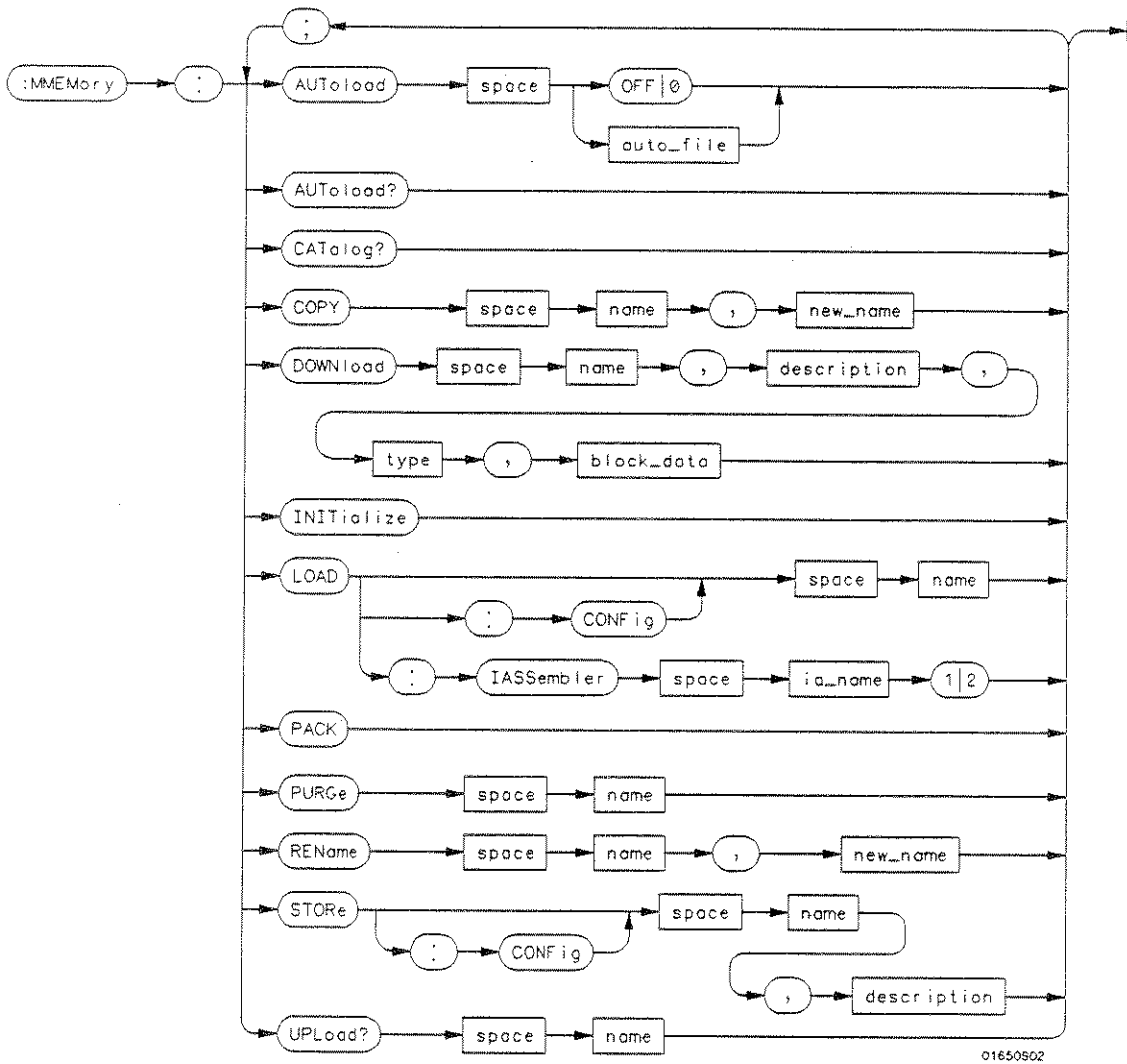 ;
:MMEMory : AUToload space OFF|0
auto_file
AUToload?
CATalog?
COPY space name , new_name
DOWNload space name , description ,
type , block_data
INITialize
LOAD space name
: CONFig
: IASSembler space ia_name 1|2
PACK
PURGe space name
REName space name , new_name
STORe space name
: CONFig
, description
UPLoad? space name
01650S02